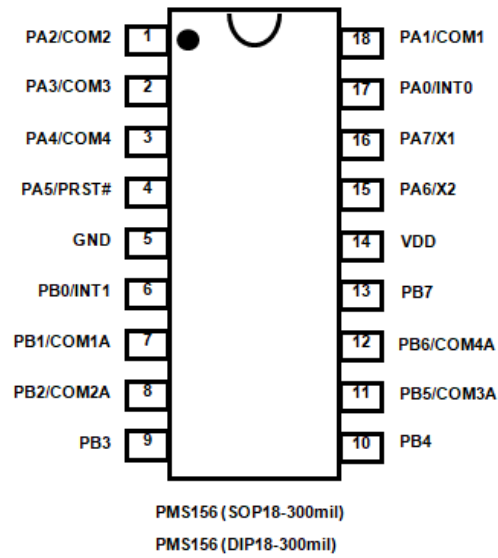 PA2/COM2 1 18 PA1/COM1
PA3/COM3 2 17 PA0/INT0
PA4/COM4 3 16 PA7/X1
PA5/PRST# 4 15 PA6/X2
GND 5 14 VDD
PB0/INT1 6 13 PB7
PB1/COM1A 7 12 PB6/COM4A
PB2/COM2A 8 11 PB5/COM3A
PB3 9 10 PB4
PMS156 (SOP18-300mil)
PMS156 (DIP18-300mil)